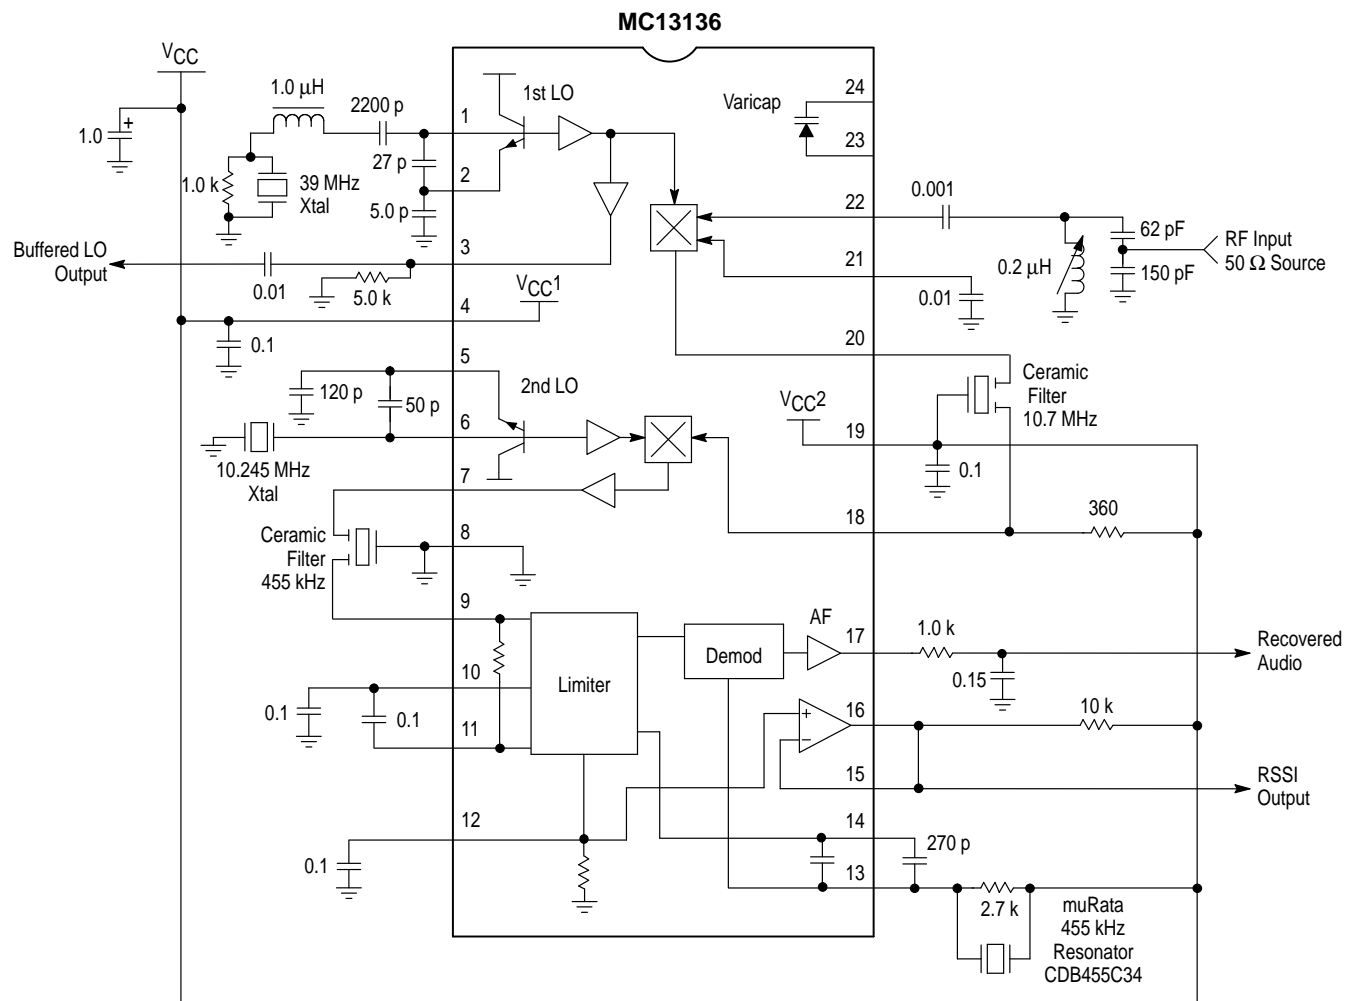 MC13136
VCC
1.0 µH
2200 p
1
1st LO
24
Varicap
23
1.0
+
27 p
2
1.0 k
39 MHz
Xtal
5.0 p
22
0.001
62 pF
RF Input
50 Ω Source
Buffered LO
Output
3
21
0.2 µH
150 pF
0.01
5.0 k
VCC1
0.01
4
20
0.1
5
2nd LO
Ceramic
Filter
10.7 MHz
120 p
50 p
VCC2
6
19
10.245 MHz
Xtal
7
0.1
18
360
Ceramic
Filter
455 kHz
8
9
AF
17
1.0 k
Recovered
Audio
Demod
0.15
Limiter
10
0.1
0.1
11
16
10 k
+
–
15
RSSI
Output
12
14
270 p
0.1
13
2.7 k
muRata
455 kHz
Resonator
CDB455C34